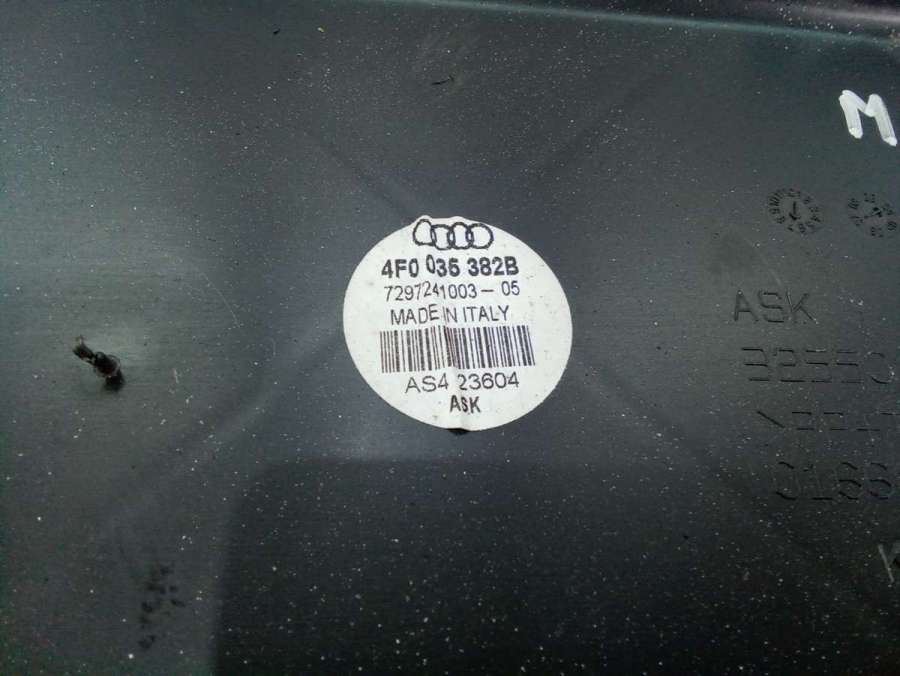 4F0 035 382B
7297241003-05
MADE IN ITALY
AS4 23604
ASK
M
ASK